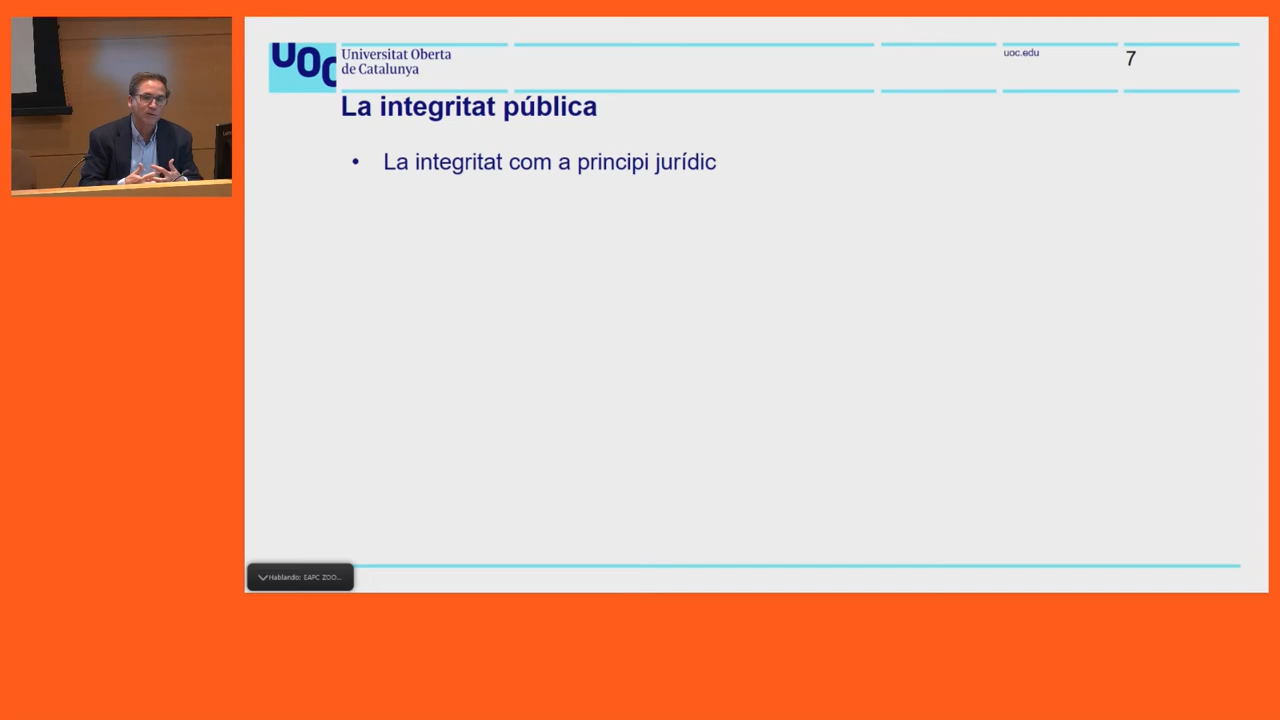 UOC
Universitat Oberta
de Catalunya
uoc.edu
7
La integritat pública
• La integritat com a principi jurídic
Hablando: EAPC ZOO...